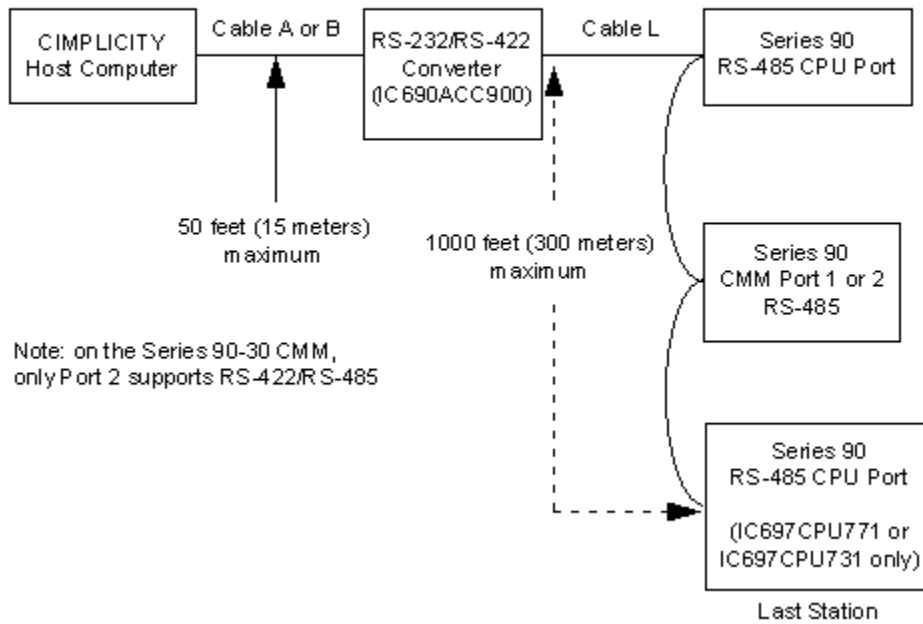 CIMPLICITY
Host Computer
Cable A or B
RS-232/RS-422
Converter
(IC690ACC900)
Cable L
Series 90
RS-485 CPU Port
50 feet (15 meters)
maximum
1000 feet (300 meters)
maximum
Series 90
CMM Port 1 or 2
RS-485
Note: on the Series 90-30 CMM,
only Port 2 supports RS-422/RS-485
Series 90
RS-485 CPU Port
(IC697CPU771 or
IC697CPU731 only)
Last Station